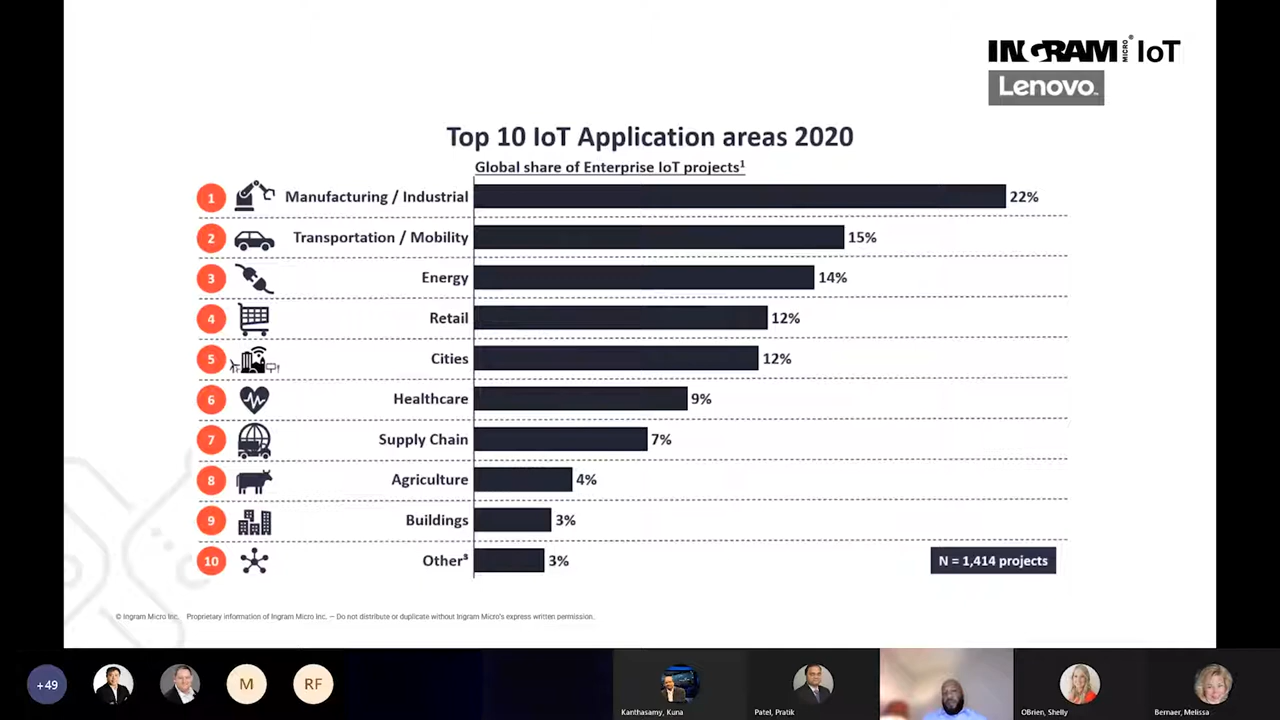 INGRAM MICRO® IoT
Lenovo™
Top 10 IoT Application areas 2020
Global share of Enterprise IoT projects¹
1 Manufacturing / Industrial 22%
2 Transportation / Mobility 15%
3 Energy 14%
4 Retail 12%
5 Cities 12%
6 Healthcare 9%
7 Supply Chain 7%
8 Agriculture 4%
9 Buildings 3%
10 Other³ 3%
N = 1,414 projects
© Ingram Micro Inc. Proprietary information of Ingram Micro Inc. — Do not distribute or duplicate without Ingram Micro's express written permission.
+49 M RF
Kanthasamy, Kuna Patel, Pratik OBrien, Shelly Bernaer, Melissa